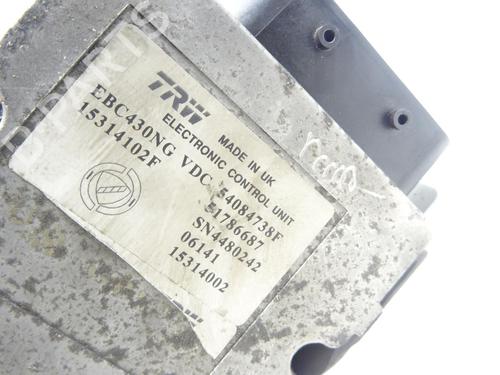 TRW
MADE IN UK
ELECTRONIC CONTROL UNIT
EBC430NG VDC 54084738F
15314102F
51786687
SN4480242
06141
15314002